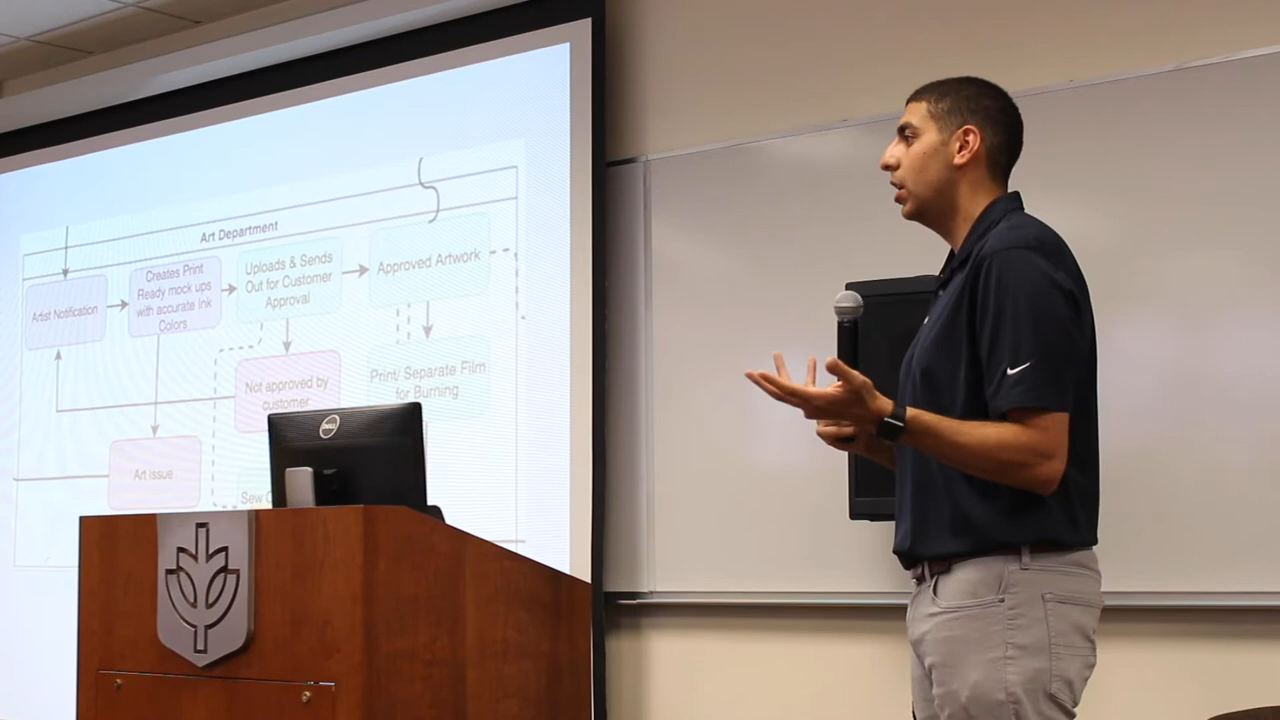 Art Department
Artist Notification
Creates Print
Ready mock ups
with accurate Ink
Colors
Uploads & Sends
Out for Customer
Approval
Approved Artwork
Not approved by
customer
Print/ Separate Film
for Burning
Art issue
Sew
DELL